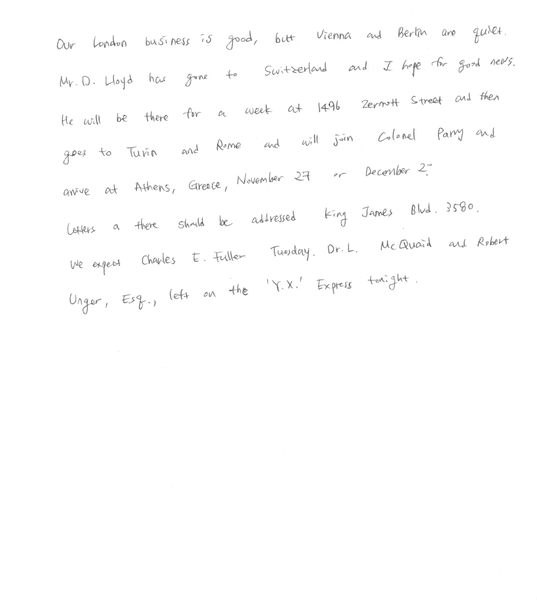 Our London business is good, but Vienna and Berlin are quiet.
Mr. D. Lloyd has gone to Switzerland and I hope for good news.
He will be there for a week at 1496 Zermott Street and then
goes to Turin and Rome and will join Colonel Parry and
arrive at Athens, Greece, November 27 or December 2.
Letters a there should be addressed King James Blvd. 3580.
We expect Charles E. Fuller Tuesday. Dr. L. McQuaid and Robert
Unger, Esq., left on the 'Y.X.' Express tonight.